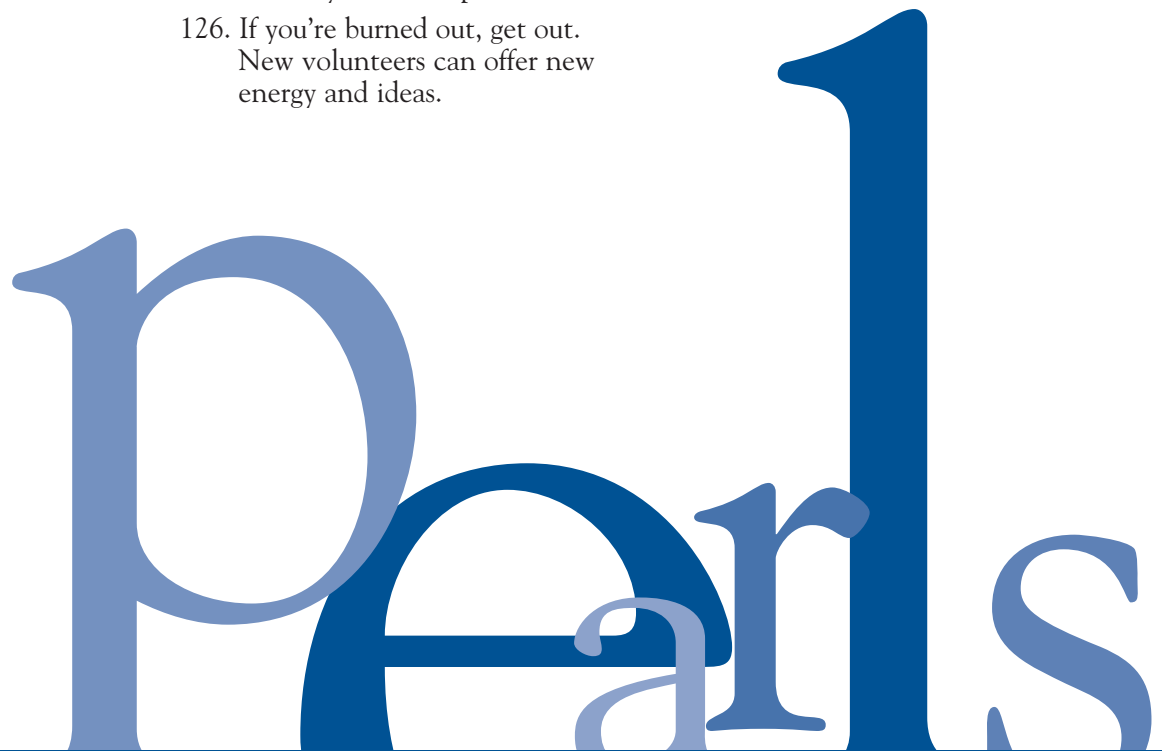 126. If you're burned out, get out.
New volunteers can offer new
energy and ideas.
pearls